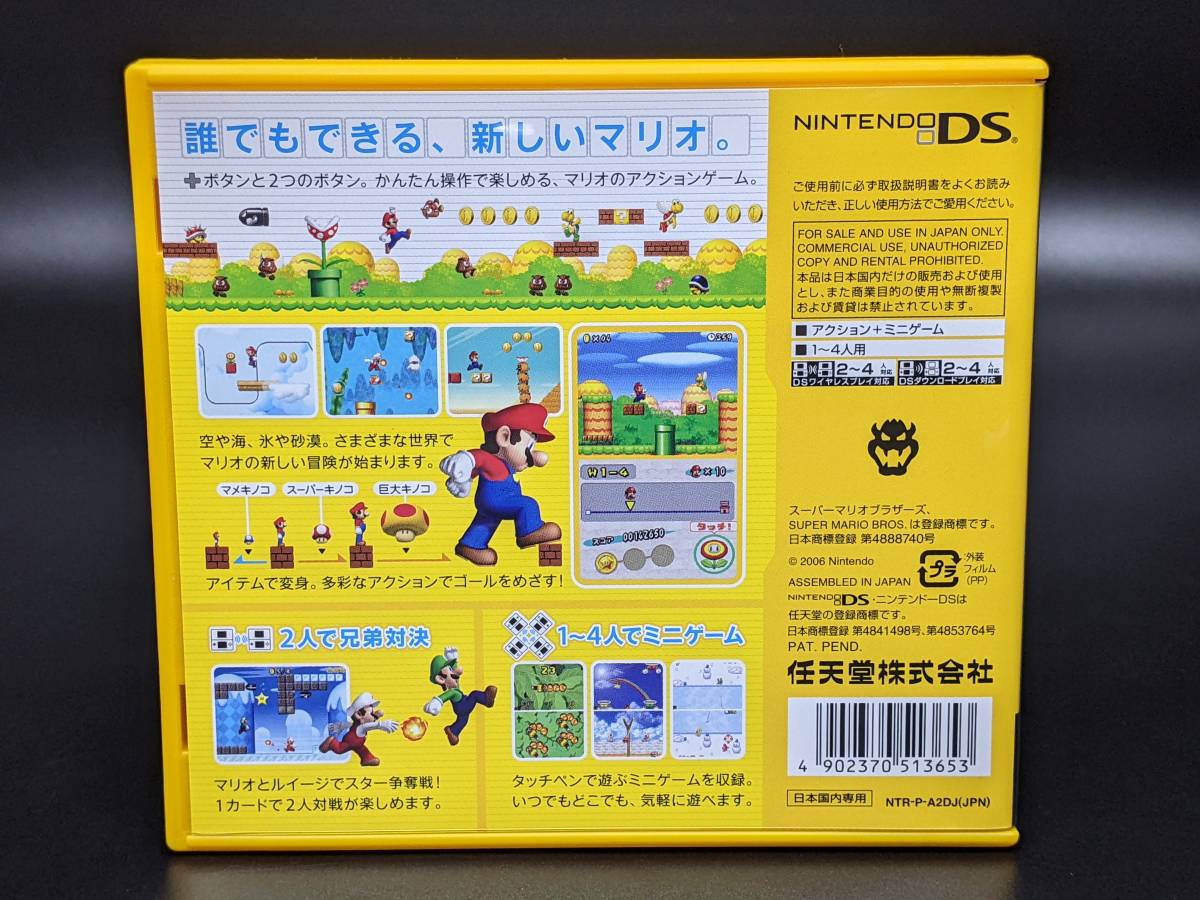 誰でもできる、新しいマリオ。
✚ボタンと2つのボタン。かんたん操作で楽しめる、マリオのアクションゲーム。
空や海、氷や砂漠。さまざまな世界で
マリオの新しい冒険が始まります。
マメキノコ
スーパーキノコ
巨大キノコ
アイテムで変身。多彩なアクションでゴールをめざす!
×04
259
W1-4
×10
スコア 00142650
タッチ!
2人で兄弟対決
マリオとルイージでスター争奪戦!
1カードで2人対戦が楽しめます。
1〜4人でミニゲーム
23
タッチペンで遊ぶミニゲームを収録。
いつでもどこでも、気軽に遊べます。
NINTENDO DS®
ご使用前に必ず取扱説明書をよくお読み
いただき、正しい使用方法でご愛用ください。
FOR SALE AND USE IN JAPAN ONLY.
COMMERCIAL USE, UNAUTHORIZED
COPY AND RENTAL PROHIBITED.
本品は日本国内だけの販売および使用
とし、また商業目的の使用や無断複製
および賃貸は禁止されています。
■ アクション+ミニゲーム
■ 1〜4人用
2〜4人対応
DSワイヤレスプレイ対応
2〜4人対応
DSダウンロードプレイ対応
スーパーマリオブラザーズ、
SUPER MARIO BROS. は登録商標です。
日本商標登録 第4888740号
© 2006 Nintendo
ASSEMBLED IN JAPAN
プラ
:外装
フィルム
(PP)
NINTENDO DS・ニンテンドーDSは
任天堂の登録商標です。
日本商標登録 第4841498号、第4853764号
PAT. PEND.
任天堂株式会社
4 902370 513653
日本国内専用
NTR-P-A2DJ(JPN)